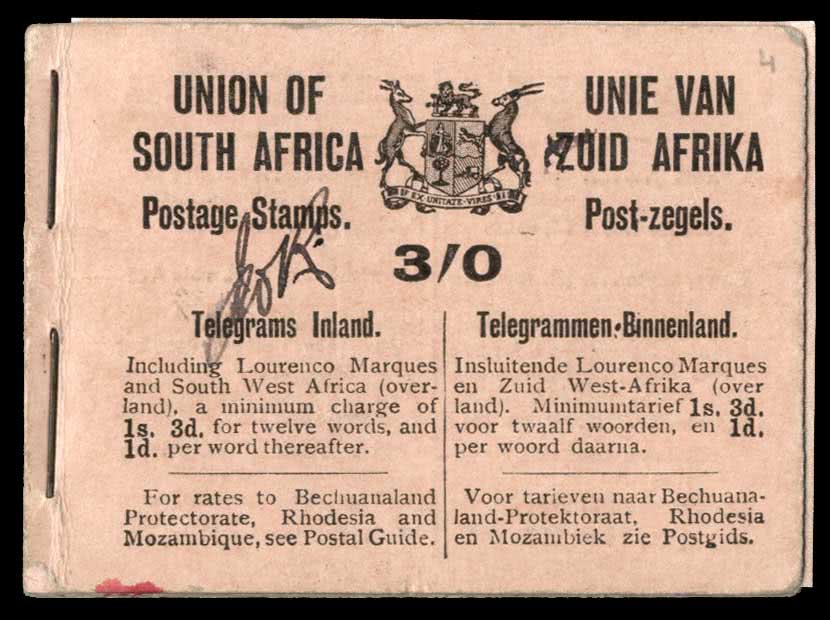 4
UNION OF
SOUTH AFRICA
Postage Stamps.
UNIE VAN
ZUID AFRIKA
Post-zegels.
EX·UNITATE·VIRES
3/0
Telegrams Inland.
Including Lourenco Marques
and South West Africa (over-
land), a minimum charge of
1s. 3d. for twelve words, and
1d. per word thereafter.
For rates to Bechuanaland
Protectorate, Rhodesia and
Mozambique, see Postal Guide.
Telegrammen: Binnenland.
Insluitende Lourenco Marques
en Zuid West-Afrika (over
land). Minimumtarief 1s. 3d.
voor twaalf woorden, en 1d.
per woord daarna.
Voor tarieven naar Bechuana-
land-Protektoraat, Rhodesia
en Mozambiek zie Postgids.